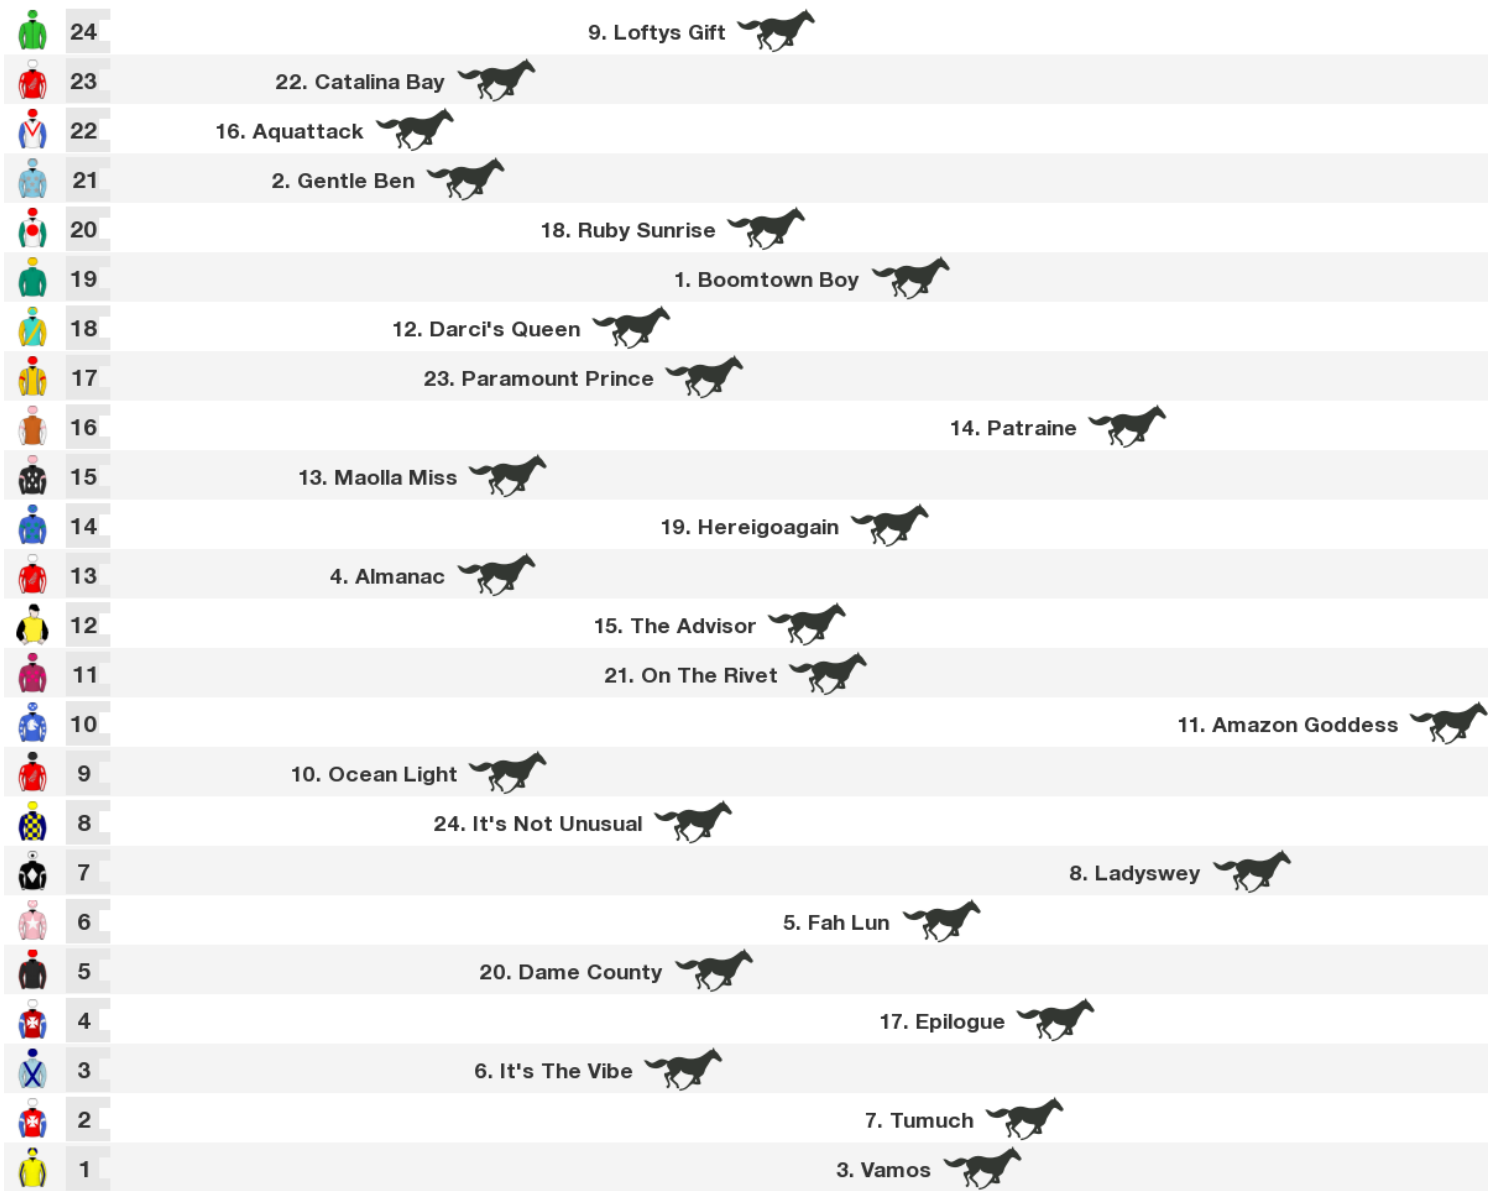 24 9. Loftys Gift
23 22. Catalina Bay
22 16. Aquattack
21 2. Gentle Ben
20 18. Ruby Sunrise
19 1. Boomtown Boy
18 12. Darci's Queen
17 23. Paramount Prince
16 14. Patraine
15 13. Maolla Miss
14 19. Hereigoagain
13 4. Almanac
12 15. The Advisor
11 21. On The Rivet
10 11. Amazon Goddess
9 10. Ocean Light
8 24. It's Not Unusual
7 8. Ladyswey
6 5. Fah Lun
5 20. Dame County
4 17. Epilogue
3 6. It's The Vibe
2 7. Tumuch
1 3. Vamos